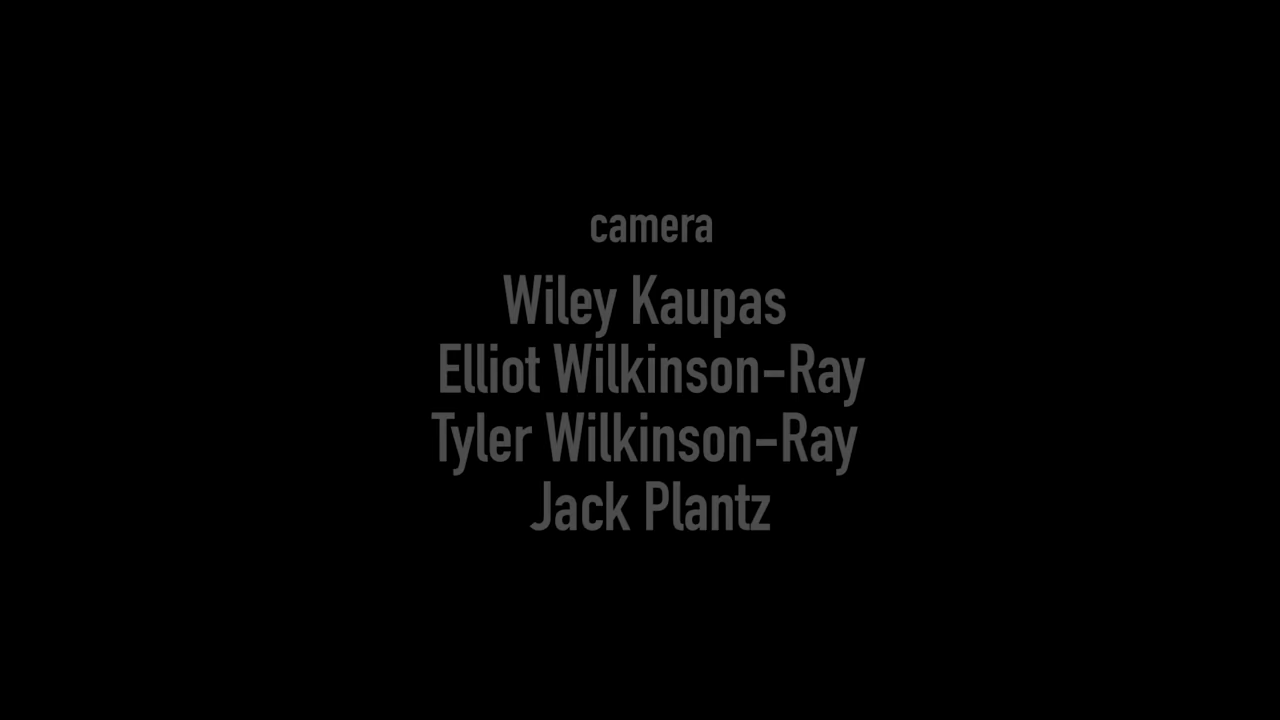 camera
Wiley Kaupas
Elliot Wilkinson-Ray
Tyler Wilkinson-Ray
Jack Plantz